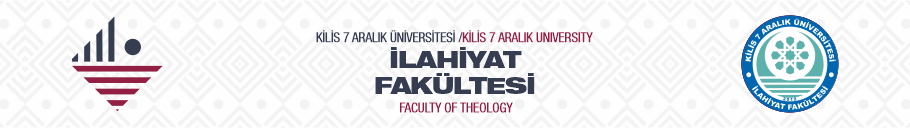 KİLİS 7 ARALIK ÜNİVERSİTESİ /KİLİS 7 ARALIK UNIVERSITY
İLAHİYAT
FAKÜLTESİ
FACULTY OF THEOLOGY
KİLİS 7 ARALIK ÜNİVERSİTESİ
İLAHİYAT FAKÜLTESİ